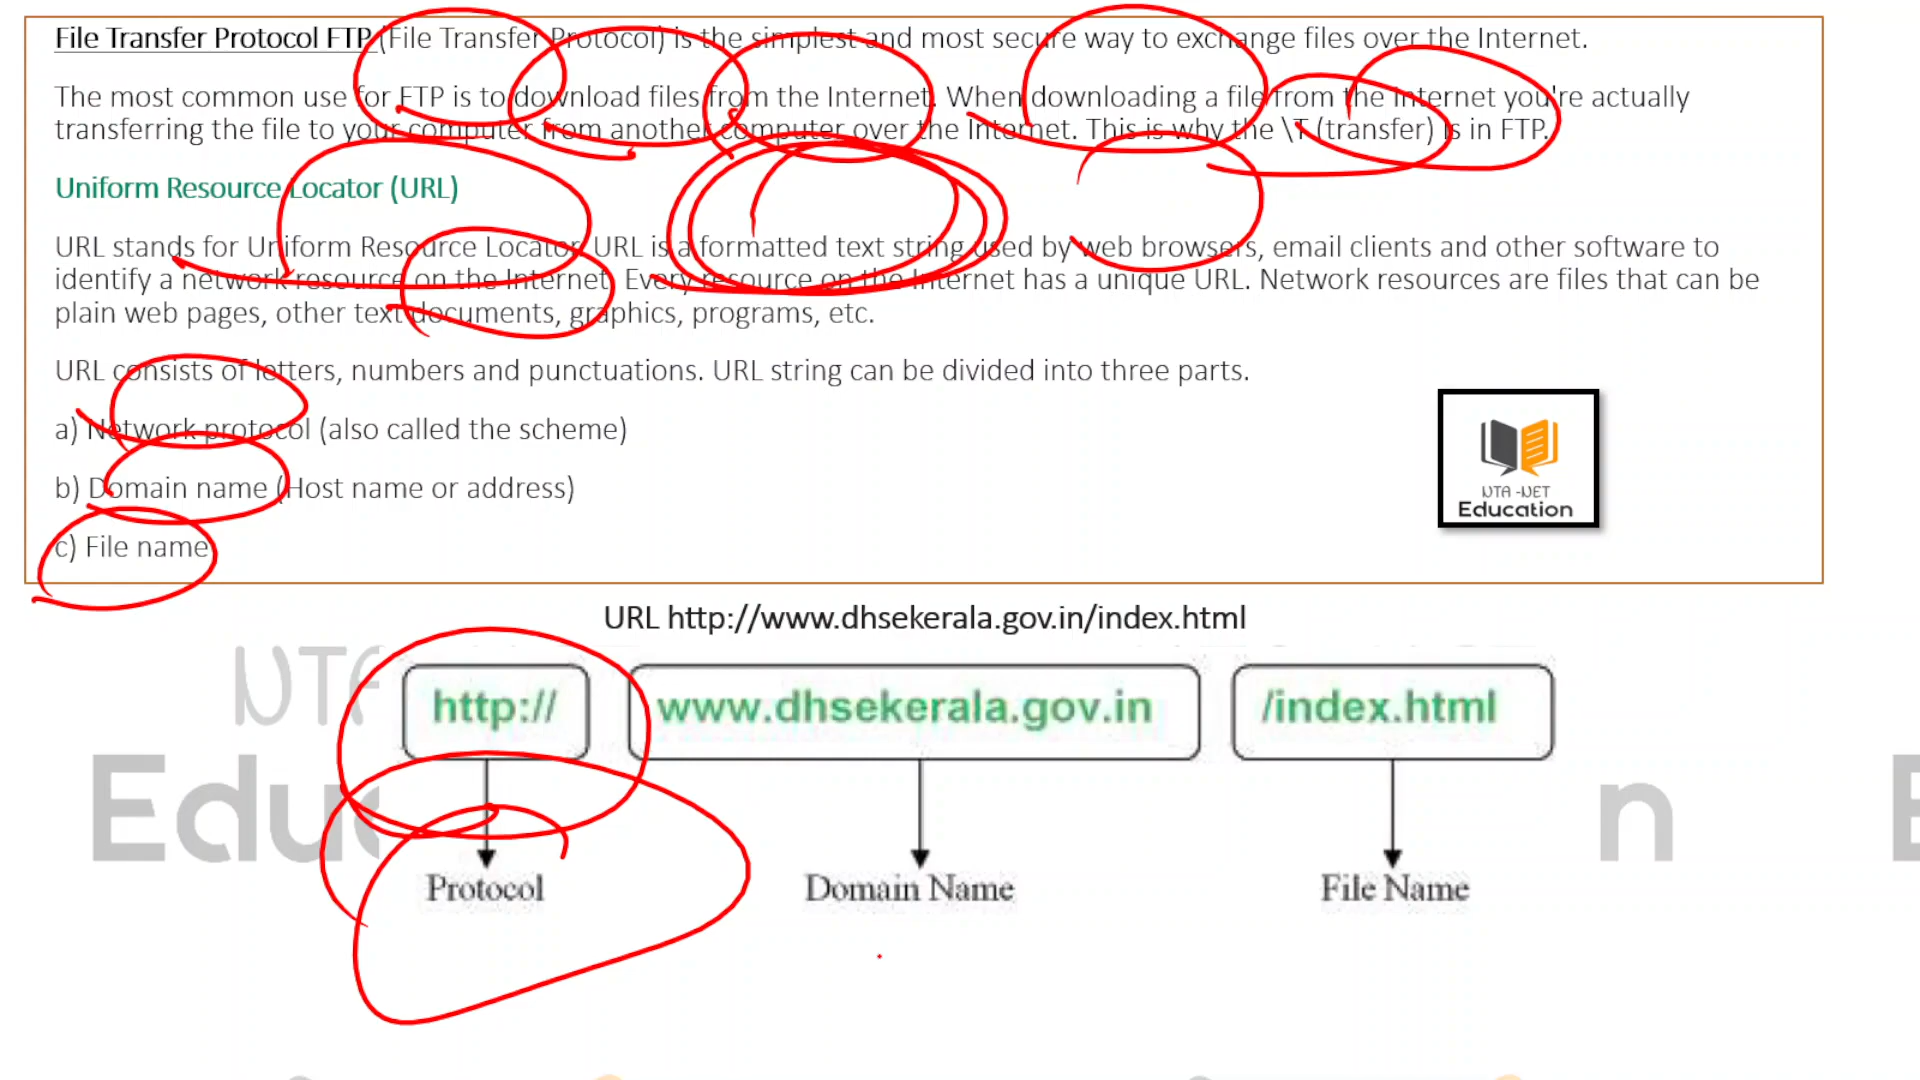 File Transfer Protocol FTP (File Transfer Protocol) is the simplest and most secure way to exchange files over the Internet.
The most common use for FTP is to download files from the Internet. When downloading a file from the Internet you're actually
transferring the file to your computer from another computer over the Internet. This is why the \T (transfer) is in FTP.
Uniform Resource Locator (URL)
URL stands for Uniform Resource Locator. URL is a formatted text string used by web browsers, email clients and other software to
identify a network resource on the Internet. Every resource on the Internet has a unique URL. Network resources are files that can be
plain web pages, other text documents, graphics, programs, etc.
URL consists of letters, numbers and punctuations. URL string can be divided into three parts.
a) Network protocol (also called the scheme)
b) Domain name (Host name or address)
c) File name
NTA -NET
Education
URL http://www.dhsekerala.gov.in/index.html
http://
www.dhsekerala.gov.in
/index.html
Protocol
Domain Name
File Name